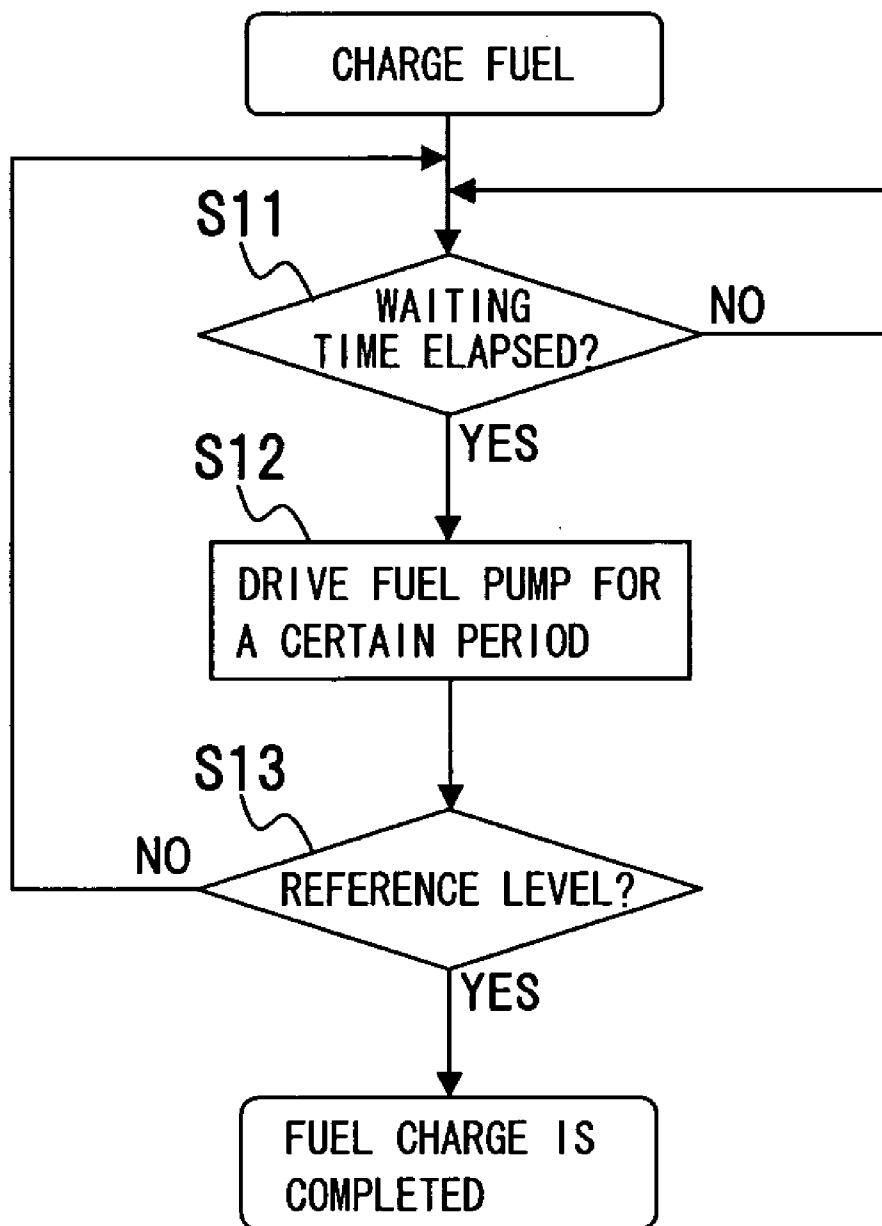 CHARGE FUEL
S11
WAITING
TIME ELAPSED?
NO
YES
S12
DRIVE FUEL PUMP FOR
A CERTAIN PERIOD
S13
NO
REFERENCE LEVEL?
YES
FUEL CHARGE IS
COMPLETED